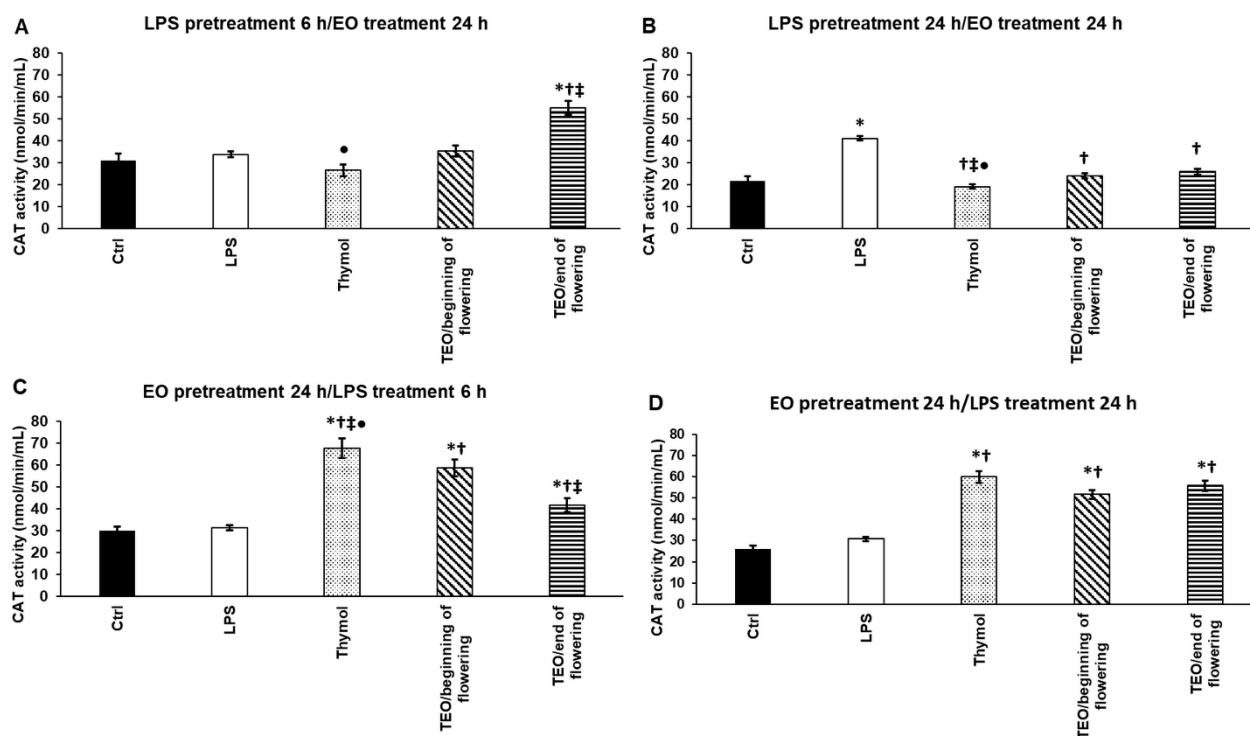 A
LPS pretreatment 6 h/EO treatment 24 h
CAT activity (nmol/min/mL)
80
70
60
50
40
30
20
10
0
•
*†‡
Ctrl
LPS
Thymol
TEO/beginning of
flowering
TEO/end of
flowering
B
LPS pretreatment 24 h/EO treatment 24 h
CAT activity (nmol/min/mL)
80
70
60
50
40
30
20
10
0
*
†‡•
†
†
Ctrl
LPS
Thymol
TEO/beginning of
flowering
TEO/end of
flowering
C
EO pretreatment 24 h/LPS treatment 6 h
CAT activity (nmol/min/mL)
80
70
60
50
40
30
20
10
0
*†‡•
*†
*†‡
Ctrl
LPS
Thymol
TEO/beginning of
flowering
TEO/end of
flowering
D
EO pretreatment 24 h/LPS treatment 24 h
CAT activity (nmol/min/mL)
80
70
60
50
40
30
20
10
0
*†
*†
*†
Ctrl
LPS
Thymol
TEO/beginning of
flowering
TEO/end of
flowering